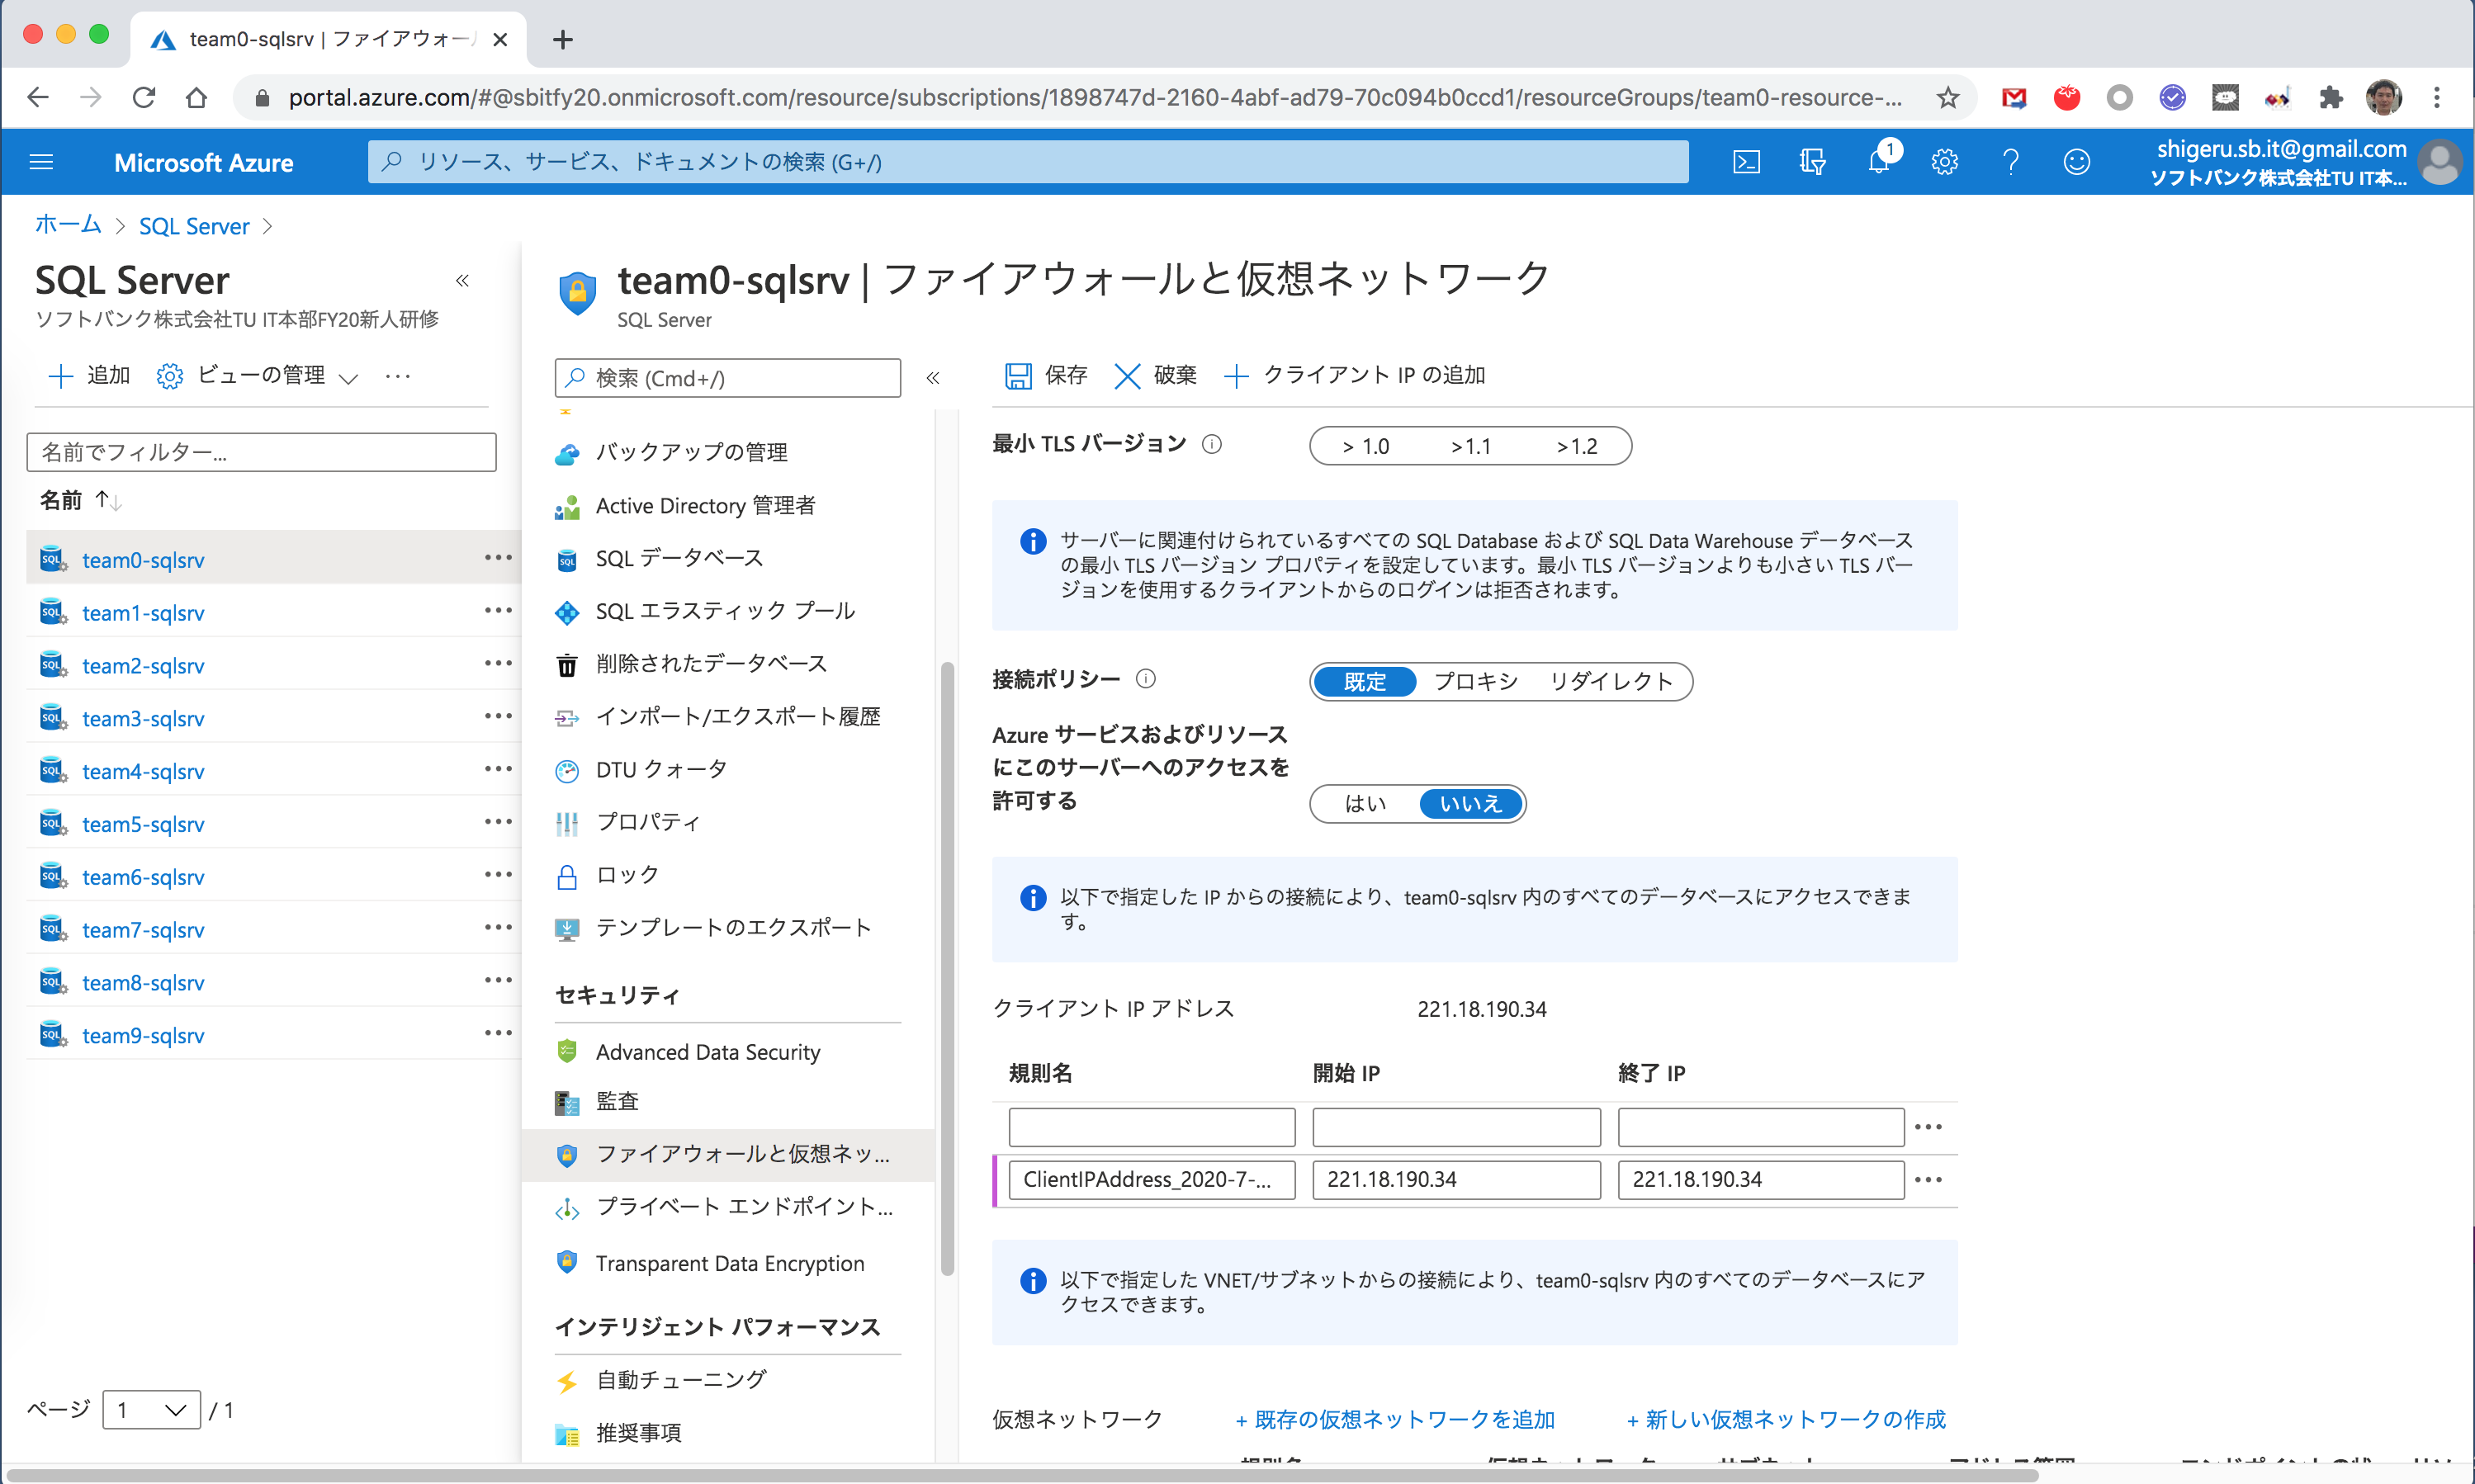 team0-sqlsrv | ファイアウォー
portal.azure.com/#@sbitfy20.onmicrosoft.com/resource/subscriptions/1898747d-2160-4abf-ad79-70c094b0ccd1/resourceGroups/team0-resource-...
Microsoft Azure
リソース、サービス、ドキュメントの検索 (G+/)
1
shigeru.sb.it@gmail.com
ソフトバンク株式会社TU IT本...
ホーム > SQL Server >
SQL Server
«
ソフトバンク株式会社TU IT本部FY20新人研修
追加
ビューの管理
名前でフィルター...
名前 ↑↓
team0-sqlsrv
team1-sqlsrv
team2-sqlsrv
team3-sqlsrv
team4-sqlsrv
team5-sqlsrv
team6-sqlsrv
team7-sqlsrv
team8-sqlsrv
team9-sqlsrv
ページ 1 / 1
team0-sqlsrv | ファイアウォールと仮想ネットワーク
SQL Server
検索 (Cmd+/)
«
バックアップの管理
Active Directory 管理者
SQL データベース
SQL エラスティック プール
削除されたデータベース
インポート/エクスポート履歴
DTU クォータ
プロパティ
ロック
テンプレートのエクスポート
セキュリティ
Advanced Data Security
監査
ファイアウォールと仮想ネッ...
プライベート エンドポイント...
Transparent Data Encryption
インテリジェント パフォーマンス
自動チューニング
推奨事項
保存
破棄
クライアント IP の追加
最小 TLS バージョン
> 1.0 >1.1 >1.2
サーバーに関連付けられているすべての SQL Database および SQL Data Warehouse データベース
の最小 TLS バージョン プロパティを設定しています。最小 TLS バージョンよりも小さい TLS バー
ジョンを使用するクライアントからのログインは拒否されます。
接続ポリシー
既定 プロキシ リダイレクト
Azure サービスおよびリソース
にこのサーバーへのアクセスを
許可する
はい いいえ
以下で指定した IP からの接続により、team0-sqlsrv 内のすべてのデータベースにアクセスできま
す。
クライアント IP アドレス 221.18.190.34
規則名 開始 IP 終了 IP
ClientIPAddress_2020-7-... 221.18.190.34 221.18.190.34
以下で指定した VNET/サブネットからの接続により、team0-sqlsrv 内のすべてのデータベースにア
クセスできます。
仮想ネットワーク + 既存の仮想ネットワークを追加 + 新しい仮想ネットワークの作成